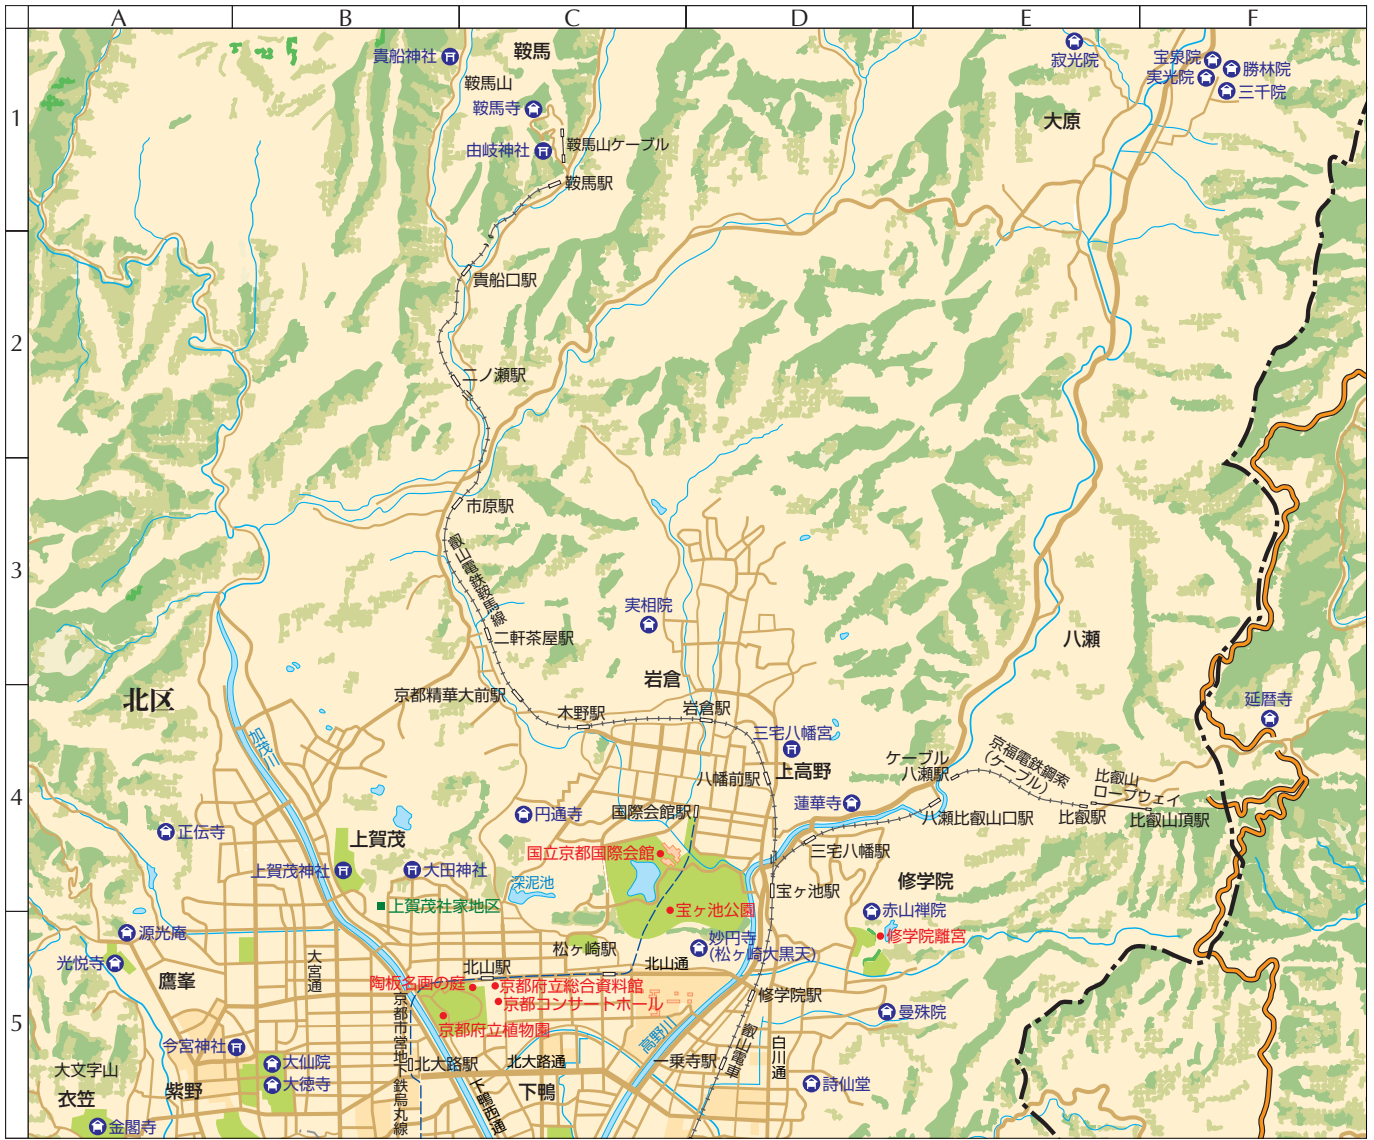 A
B
C
D
E
F
1
2
3
4
5
貴船神社
鞍馬
鞍馬山
鞍馬寺
由岐神社
鞍馬山ケーブル
鞍馬駅
寂光院
宝泉院
勝林院
実光院
三千院
大原
貴船口駅
二ノ瀬駅
市原駅
叡山電鉄鞍馬線
二軒茶屋駅
実相院
八瀬
北区
京都精華大前駅
岩倉
木野駅
岩倉駅
三宅八幡宮
延暦寺
加茂川
八幡前駅
上高野
ケーブル
八瀬駅
京福電鉄鋼索
(ケーブル)
比叡山
ロープウェイ
蓮華寺
国際会館駅
円通寺
八瀬比叡山口駅
比叡駅
比叡山頂駅
正伝寺
上賀茂
国立京都国際会館
三宅八幡駅
上賀茂神社
大田神社
深泥池
宝ヶ池駅
修学院
上賀茂社家地区
宝ヶ池公園
赤山禅院
源光庵
妙円寺
(松ヶ崎大黒天)
修学院離宮
光悦寺
大宮通
松ヶ崎駅
北山駅
北山通
鷹峯
陶板名画の庭
京都府立総合資料館
京都コンサートホール
修学院駅
京都市営地下鉄烏丸線
京都府立植物園
曼殊院
高野川
叡山電車
今宮神社
大仙院
北大路駅
北大路通
一乗寺駅
白川通
大文字山
大徳寺
紫野
下鴨西通
下鴨
詩仙堂
衣笠
金閣寺